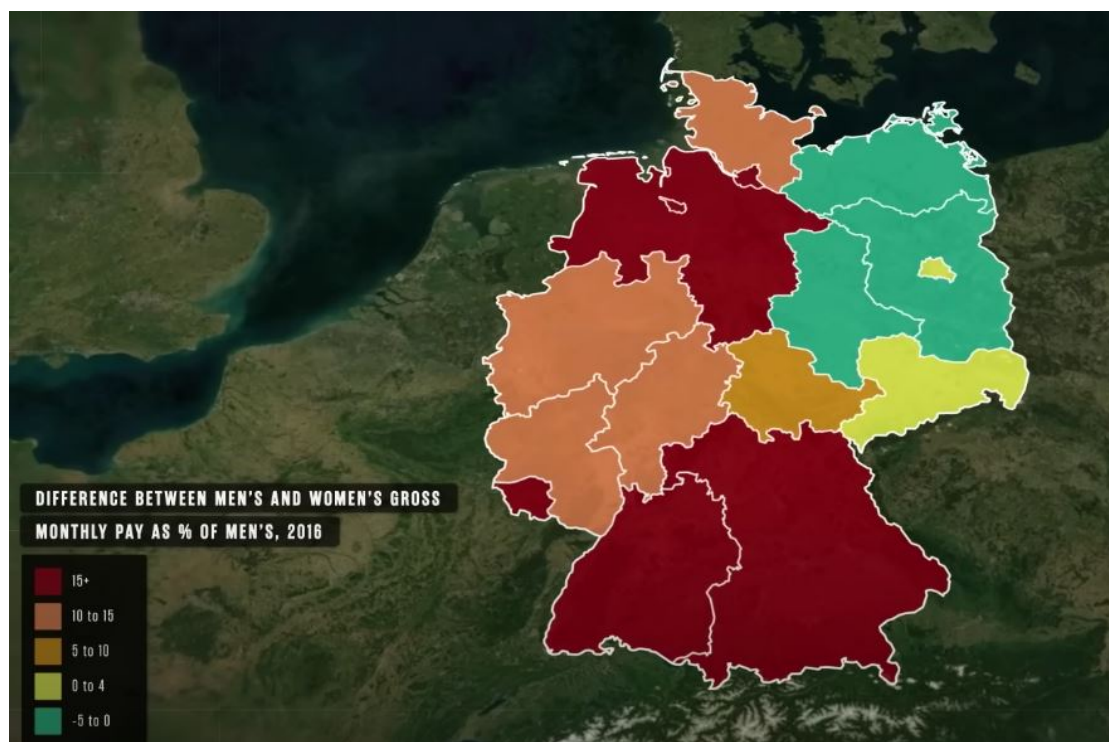 DIFFERENCE BETWEEN MEN'S AND WOMEN'S GROSS
MONTHLY PAY AS % OF MEN'S, 2016
15+
10 to 15
5 to 10
0 to 4
-5 to 0